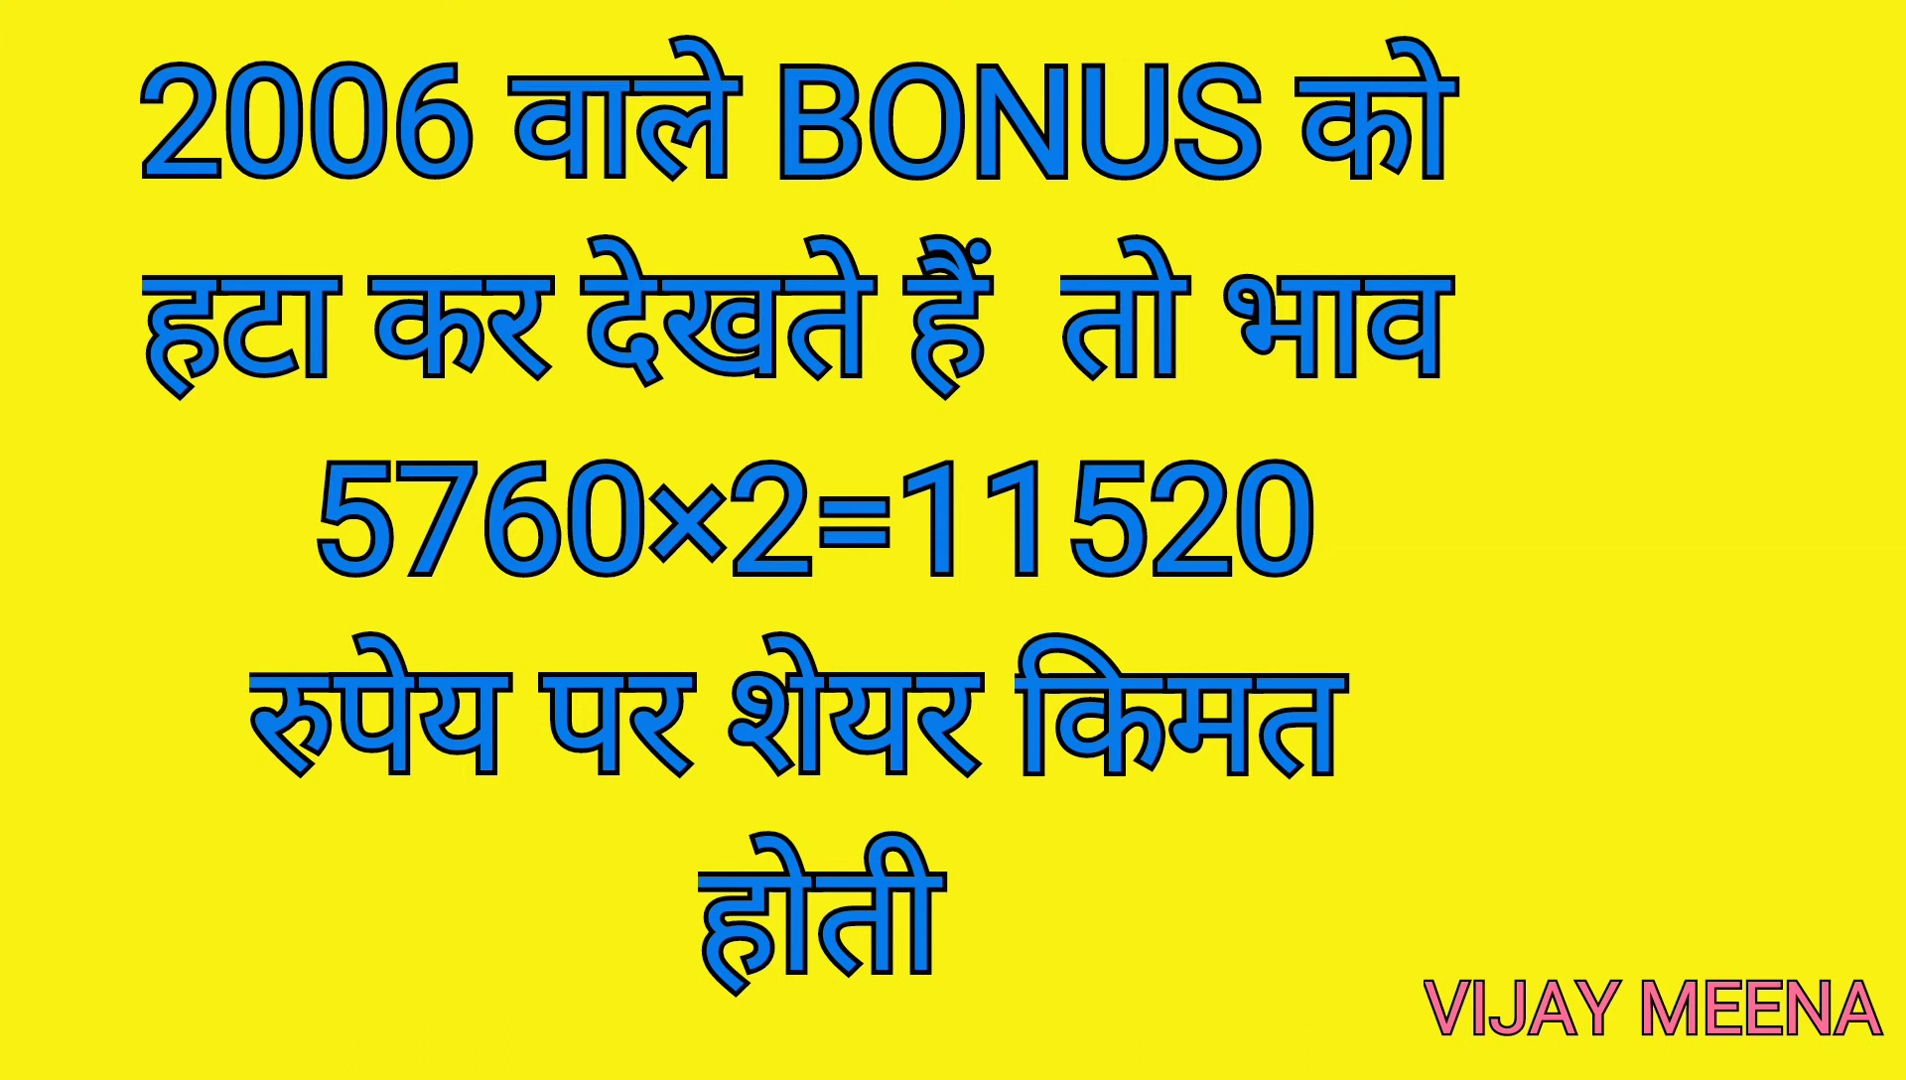 2006 वाले BONUS को
हटा कर देखते हैं तो भाव
5760×2=11520
रुपेय पर शेयर किमत
होती
VIJAY MEENA